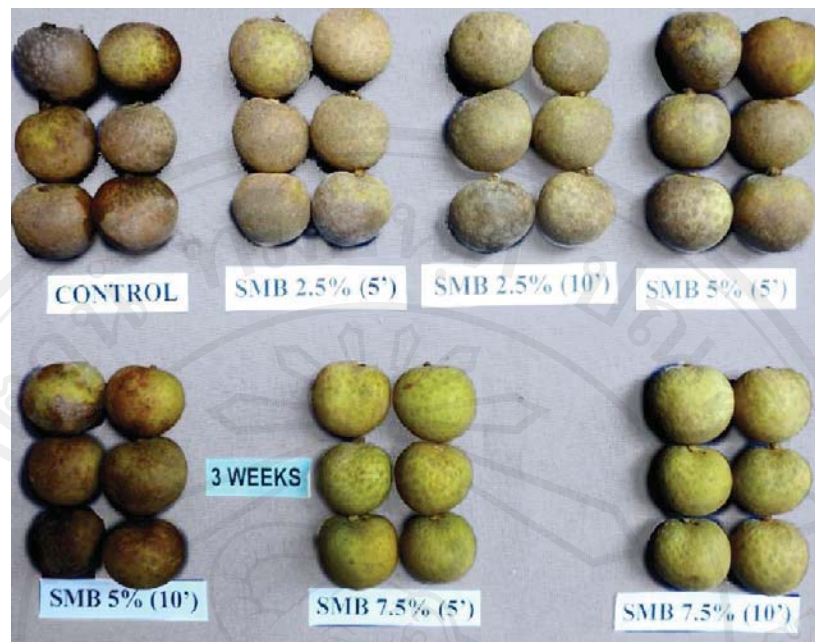 CONTROL
SMB 2.5% (5')
SMB 2.5% (10')
SMB 5% (5')
3 WEEKS
SMB 5% (10')
SMB 7.5% (5')
SMB 7.5% (10')